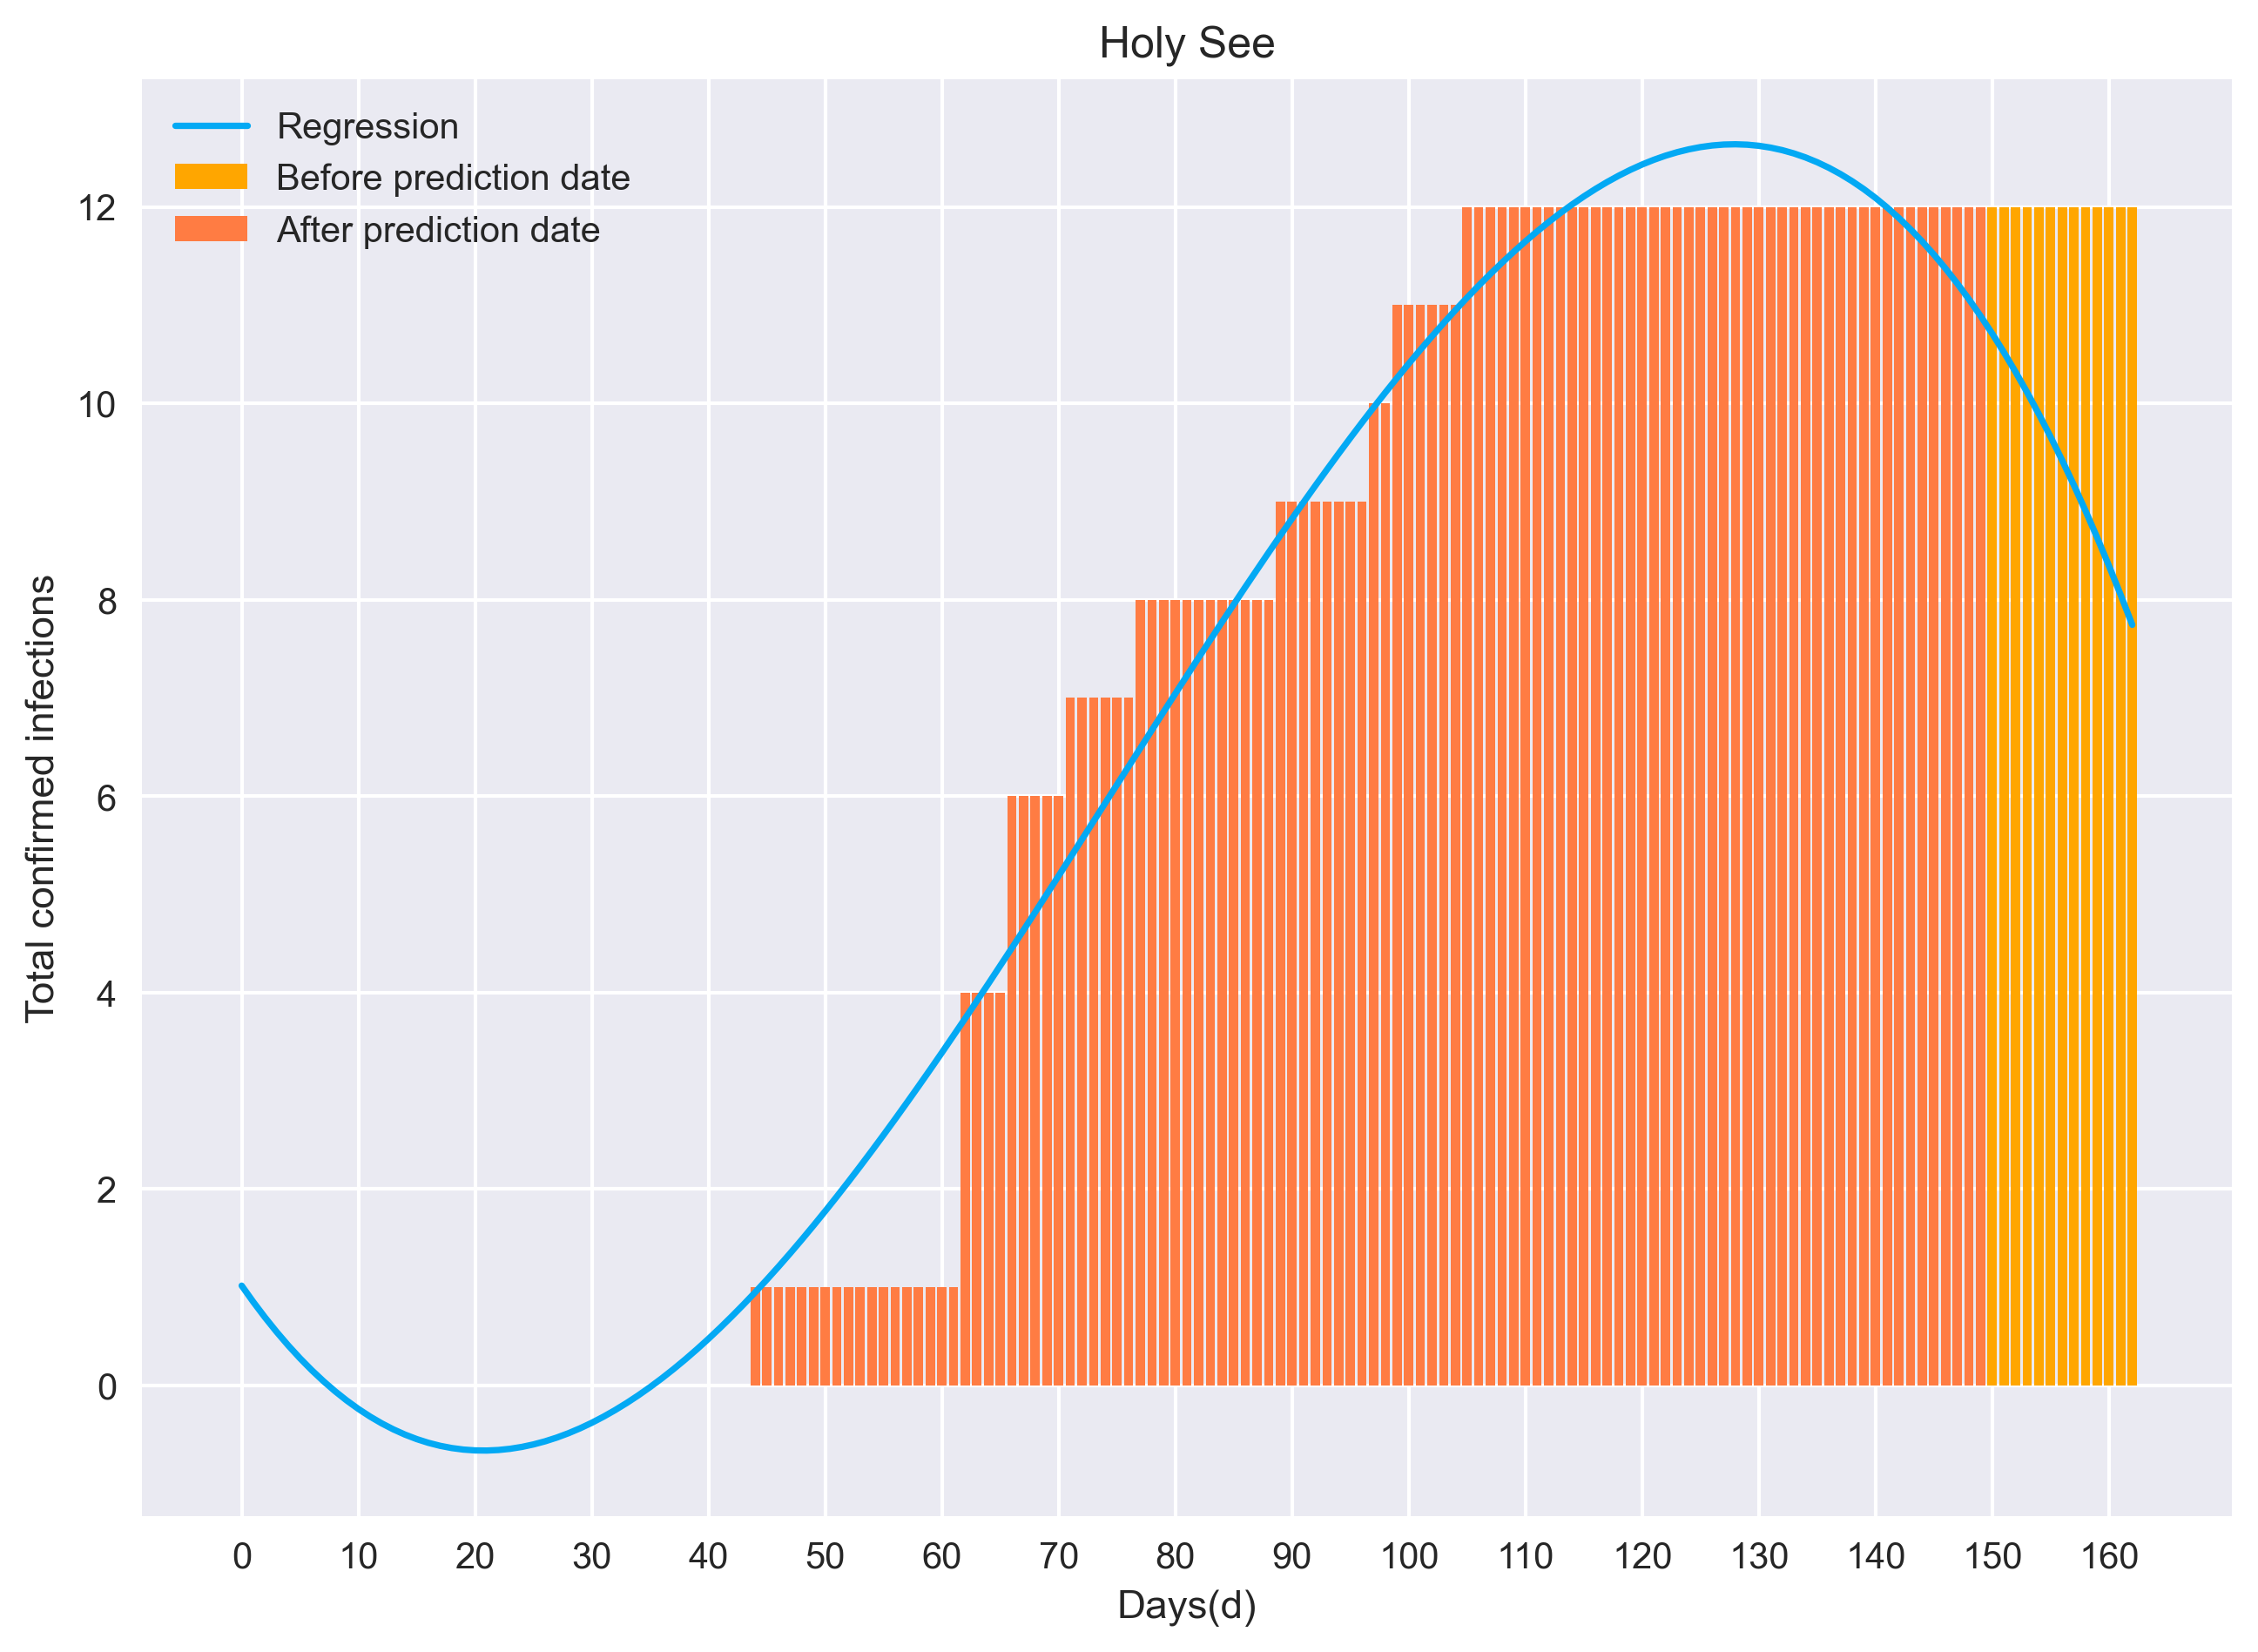 Holy See
Regression
Before prediction date
After prediction date
Total confirmed infections
12
10
8
6
4
2
0
0 10 20 30 40 50 60 70 80 90 100 110 120 130 140 150 160
Days(d)